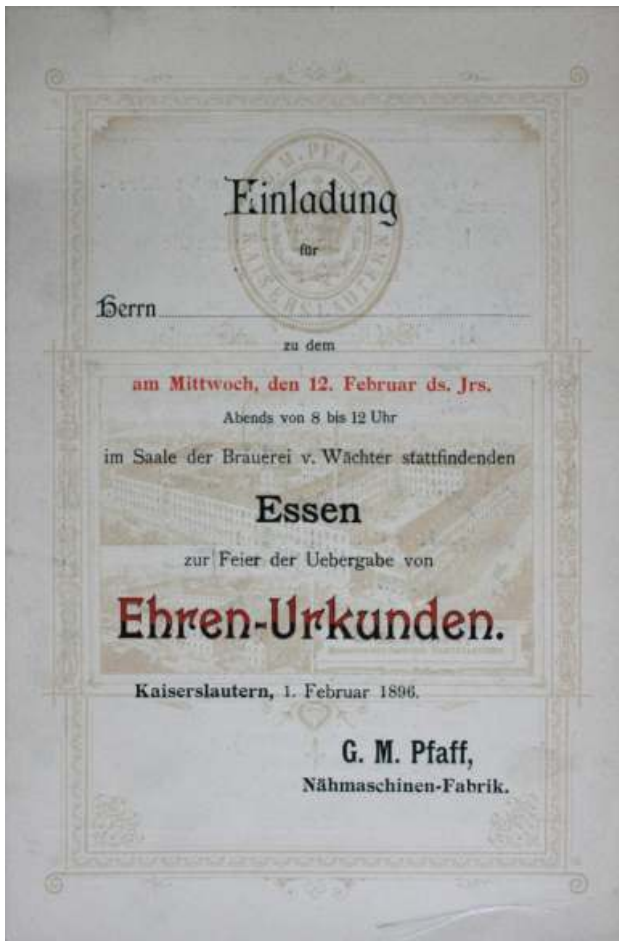 G. M. PFAFF
KAISERSLAUTERN
Einladung
für
Herrn
zu dem
am Mittwoch, den 12. Februar ds. Jrs.
Abends von 8 bis 12 Uhr
im Saale der Brauerei v. Wächter stattfindenden
Essen
zur Feier der Uebergabe von
Ehren-Urkunden.
Kaiserslautern, 1. Februar 1896.
G. M. Pfaff,
Nähmaschinen-Fabrik.